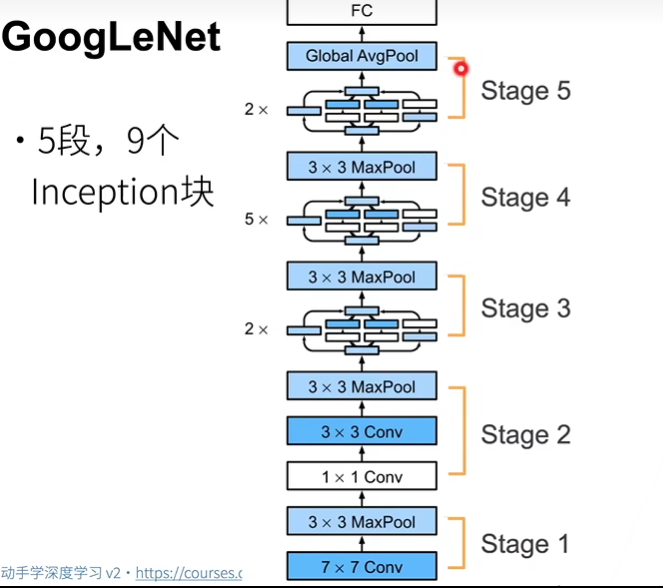 GoogLeNet
• 5段，9个
Inception块
FC
Global AvgPool
2 ×
Stage 5
3 × 3 MaxPool
5 ×
Stage 4
3 × 3 MaxPool
2 ×
Stage 3
3 × 3 MaxPool
3 × 3 Conv
1 × 1 Conv
Stage 2
3 × 3 MaxPool
7 × 7 Conv
Stage 1
动手学深度学习 v2 • https://courses.